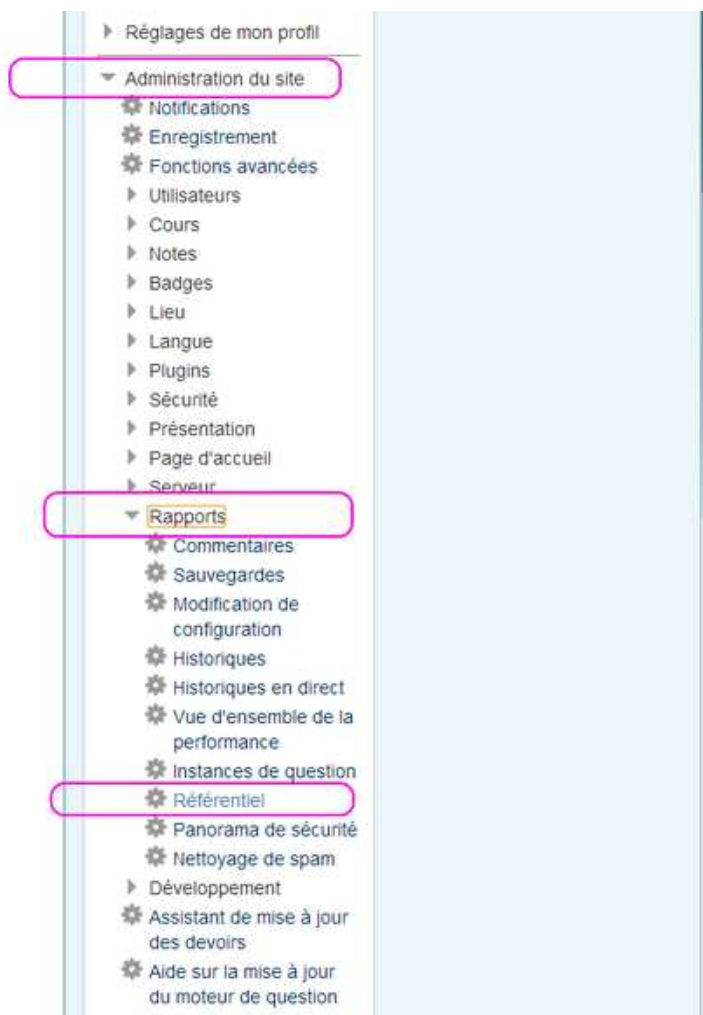 Réglages de mon profil
Administration du site
Notifications
Enregistrement
Fonctions avancées
Utilisateurs
Cours
Notes
Badges
Lieu
Langue
Plugins
Sécurité
Présentation
Page d'accueil
Serveur
Rapports
Commentaires
Sauvegardes
Modification de
configuration
Historiques
Historiques en direct
Vue d'ensemble de la
performance
Instances de question
Référentiel
Panorama de sécurité
Nettoyage de spam
Développement
Assistant de mise à jour
des devoirs
Aide sur la mise à jour
du moteur de question